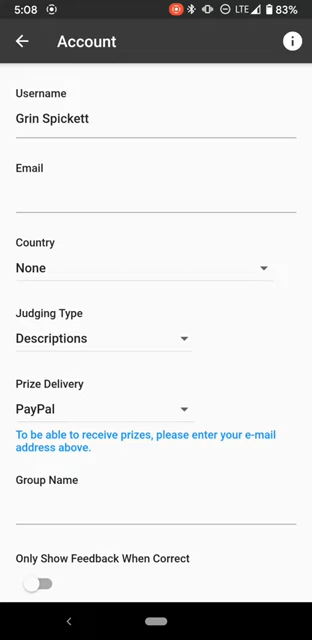 5:08 LTE 83%
Account
Username
Grin Spickett
Email
Country
None
Judging Type
Descriptions
Prize Delivery
PayPal
To be able to receive prizes, please enter your e-mail
address above.
Group Name
Only Show Feedback When Correct